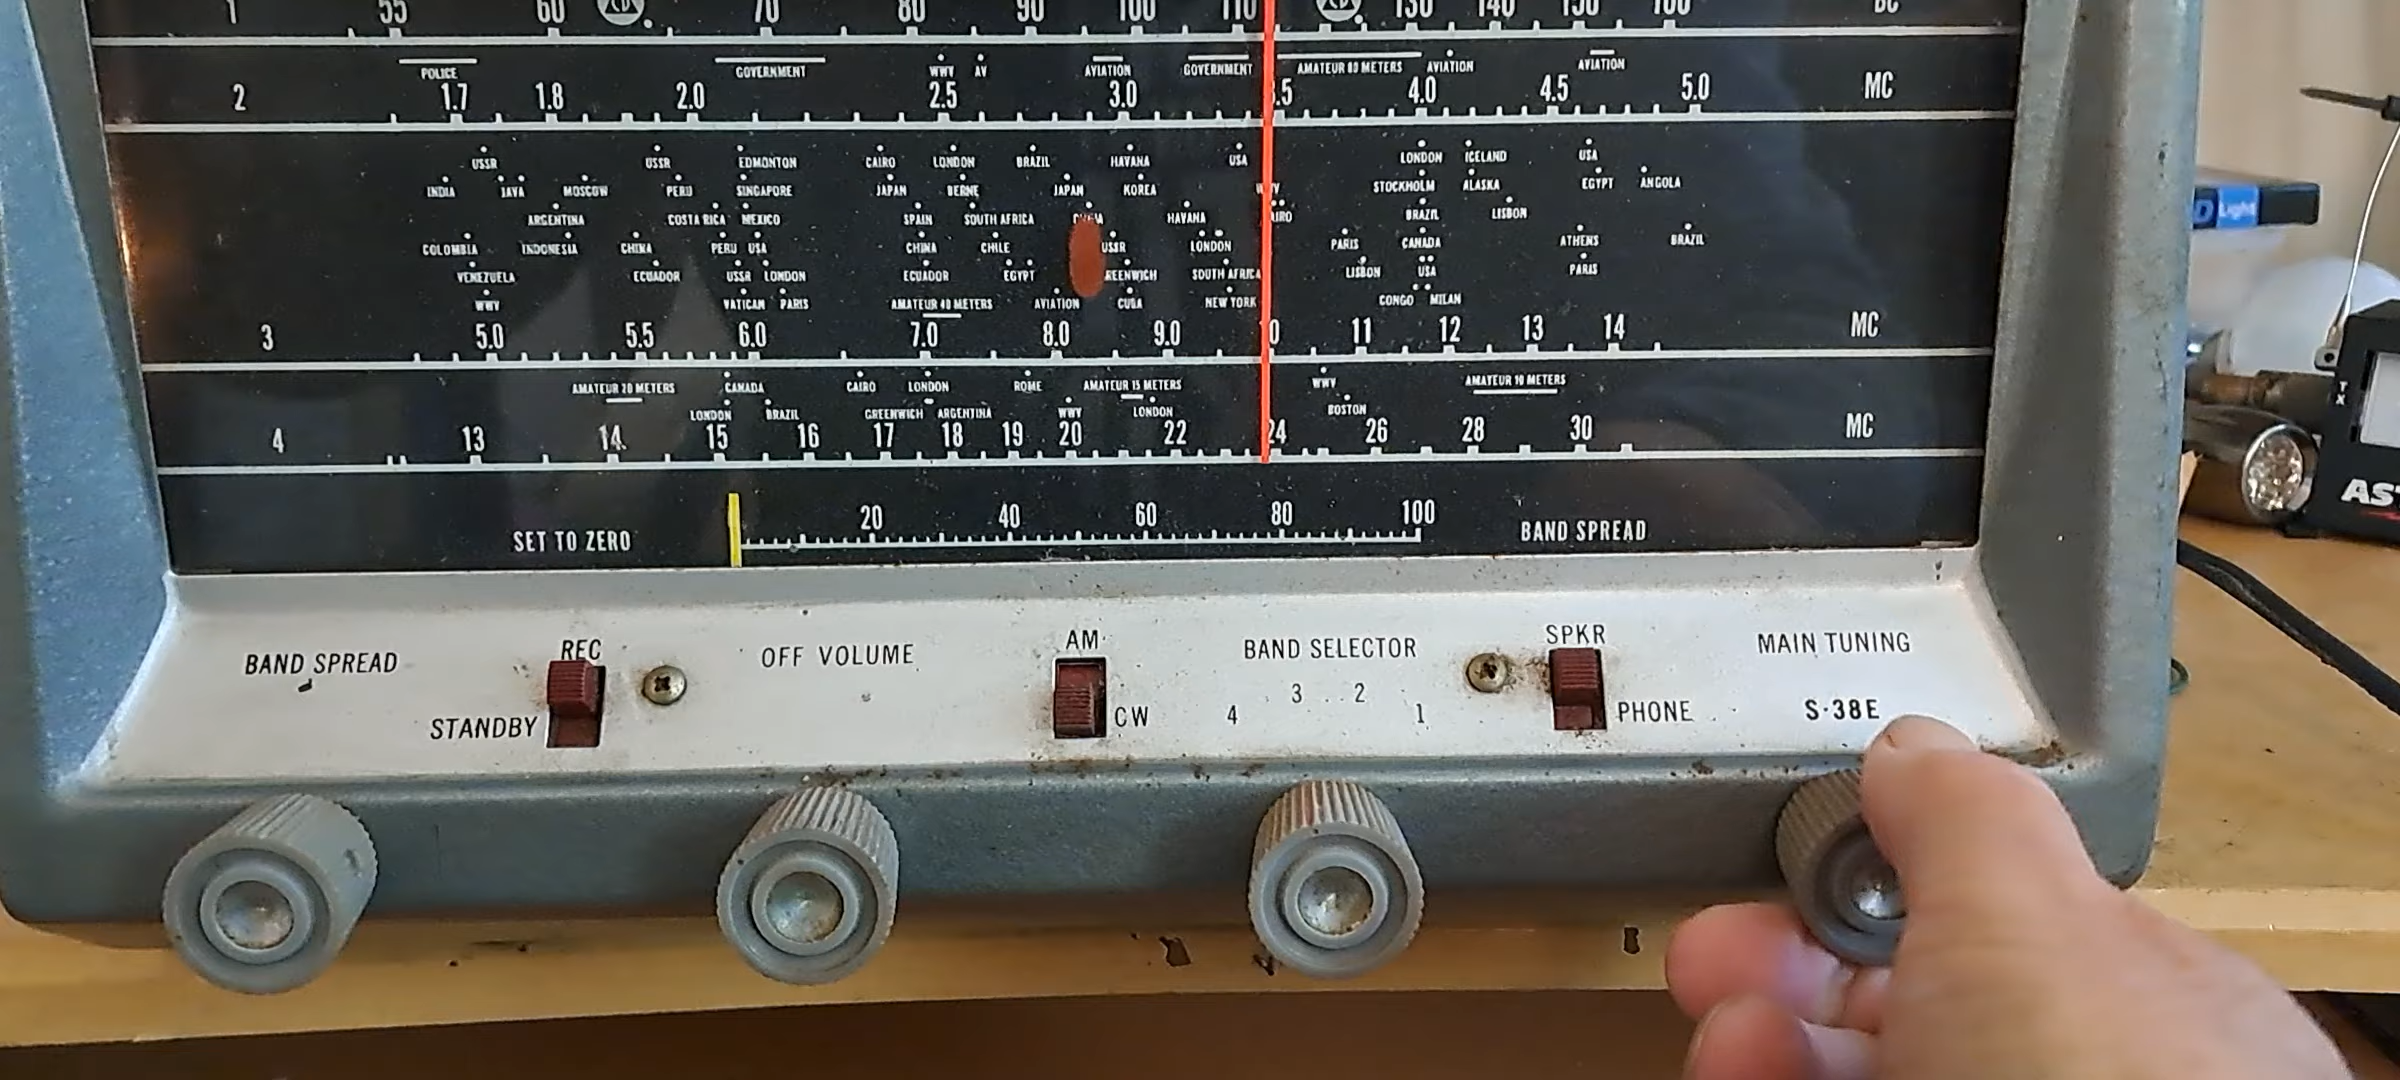 1 55 60 CD 70 80 90 100 110 CD 130 140 150 160 BC
POLICE GOVERNMENT WWV AV AVIATION GOVERNMENT AMATEUR 80 METERS AVIATION AVIATION
2 1.7 1.8 2.0 2.5 3.0 .5 4.0 4.5 5.0 MC
USSR USSR EDMONTON CAIRO LONDON BRAZIL HAVANA USA LONDON ICELAND USA
INDIA JAVA MOSCOW PERU SINGAPORE JAPAN BERNE JAPAN KOREA STOCKHOLM ALASKA EGYPT ANGOLA
ARGENTINA COSTA RICA MEXICO SPAIN SOUTH AFRICA HAVANA BRAZIL LISBON
COLOMBIA INDONESIA CHINA PERU USA CHINA CHILE USSR LONDON PARIS CANADA ATHENS BRAZIL
VENEZUELA ECUADOR USSR LONDON ECUADOR EGYPT REENWICH SOUTH AFRICA LISBON USA PARIS
WWV VATICAN PARIS AMATEUR 40 METERS AVIATION CUBA NEW YORK CONGO MILAN
3 5.0 5.5 6.0 7.0 8.0 9.0 0 11 12 13 14 MC
AMATEUR 20 METERS CANADA CAIRO LONDON ROME AMATEUR 15 METERS WWV AMATEUR 10 METERS
LONDON BRAZIL GREENWICH ARGENTINA WWV LONDON BOSTON
4 13 14 15 16 17 18 19 20 22 24 26 28 30 MC
SET TO ZERO 20 40 60 80 100 BAND SPREAD
BAND SPREAD REC OFF VOLUME AM BAND SELECTOR SPKR MAIN TUNING
STANDBY CW 4 3 2 1 PHONE S-38E
Light
TX
AS